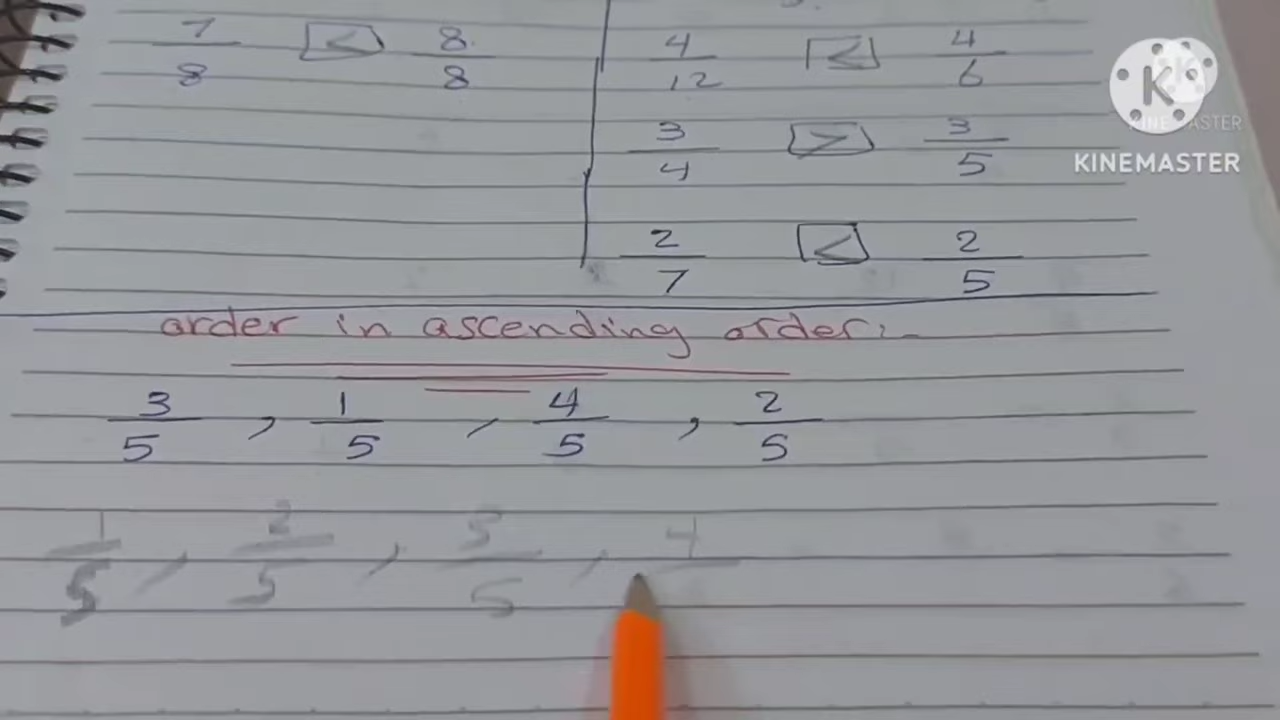 7/8 < 8/8
4/12 < 4/6
3/4 > 3/5
2/7 < 2/5
order in ascending order:-
3/5 , 1/5 , 4/5 , 2/5
1/5 , 2/5 , 3/5 , 4
K
KINEMASTER
KINEMASTER